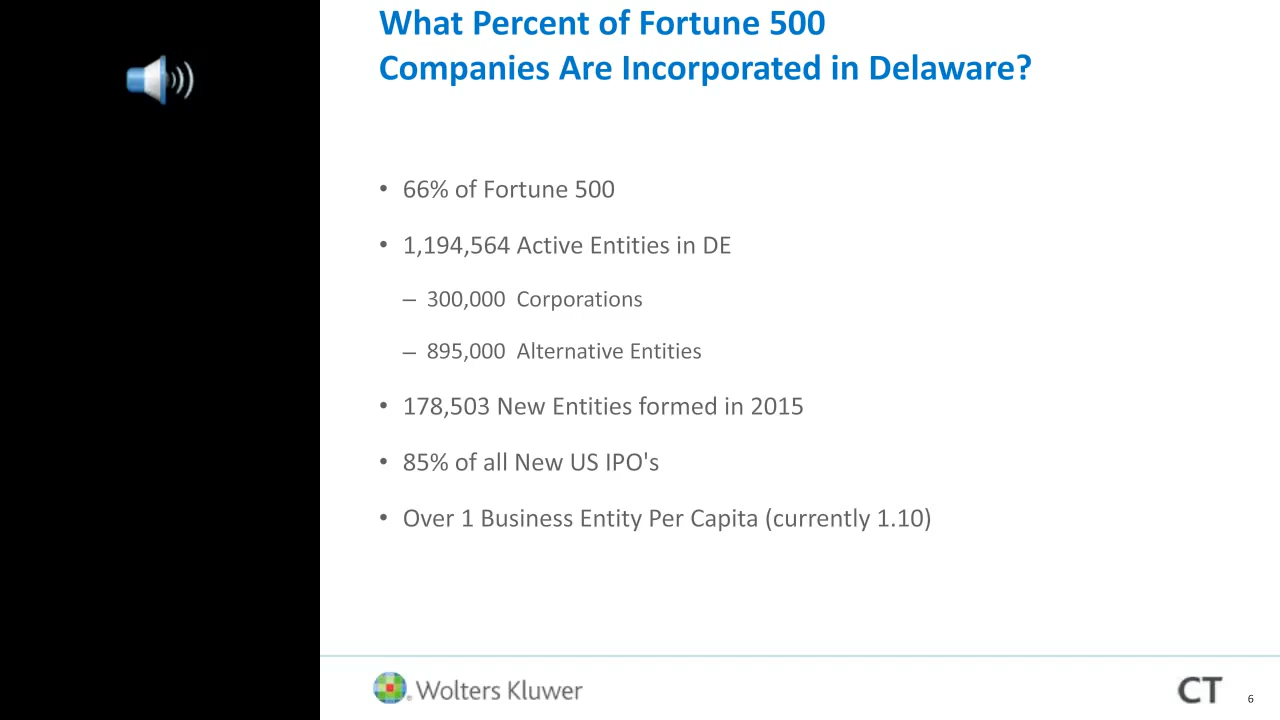 What Percent of Fortune 500
Companies Are Incorporated in Delaware?
• 66% of Fortune 500
• 1,194,564 Active Entities in DE
– 300,000 Corporations
– 895,000 Alternative Entities
• 178,503 New Entities formed in 2015
• 85% of all New US IPO's
• Over 1 Business Entity Per Capita (currently 1.10)
Wolters Kluwer
CT
6